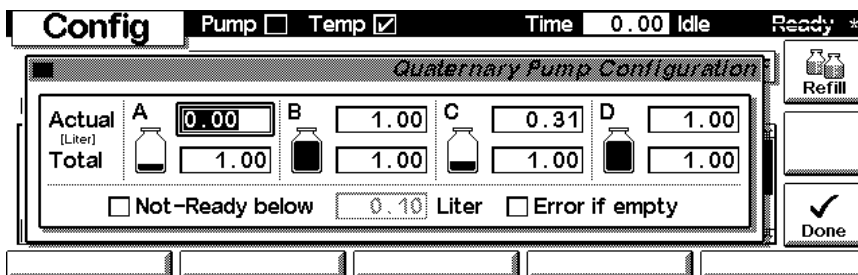 Config Pump Temp Time 0.00 Idle Ready *
Quaternary Pump Configuration
Refill
Actual A 0.00 B 1.00 C 0.31 D 1.00
[Liter]
Total 1.00 1.00 1.00 1.00
Not-Ready below 0.10 Liter Error if empty
Done